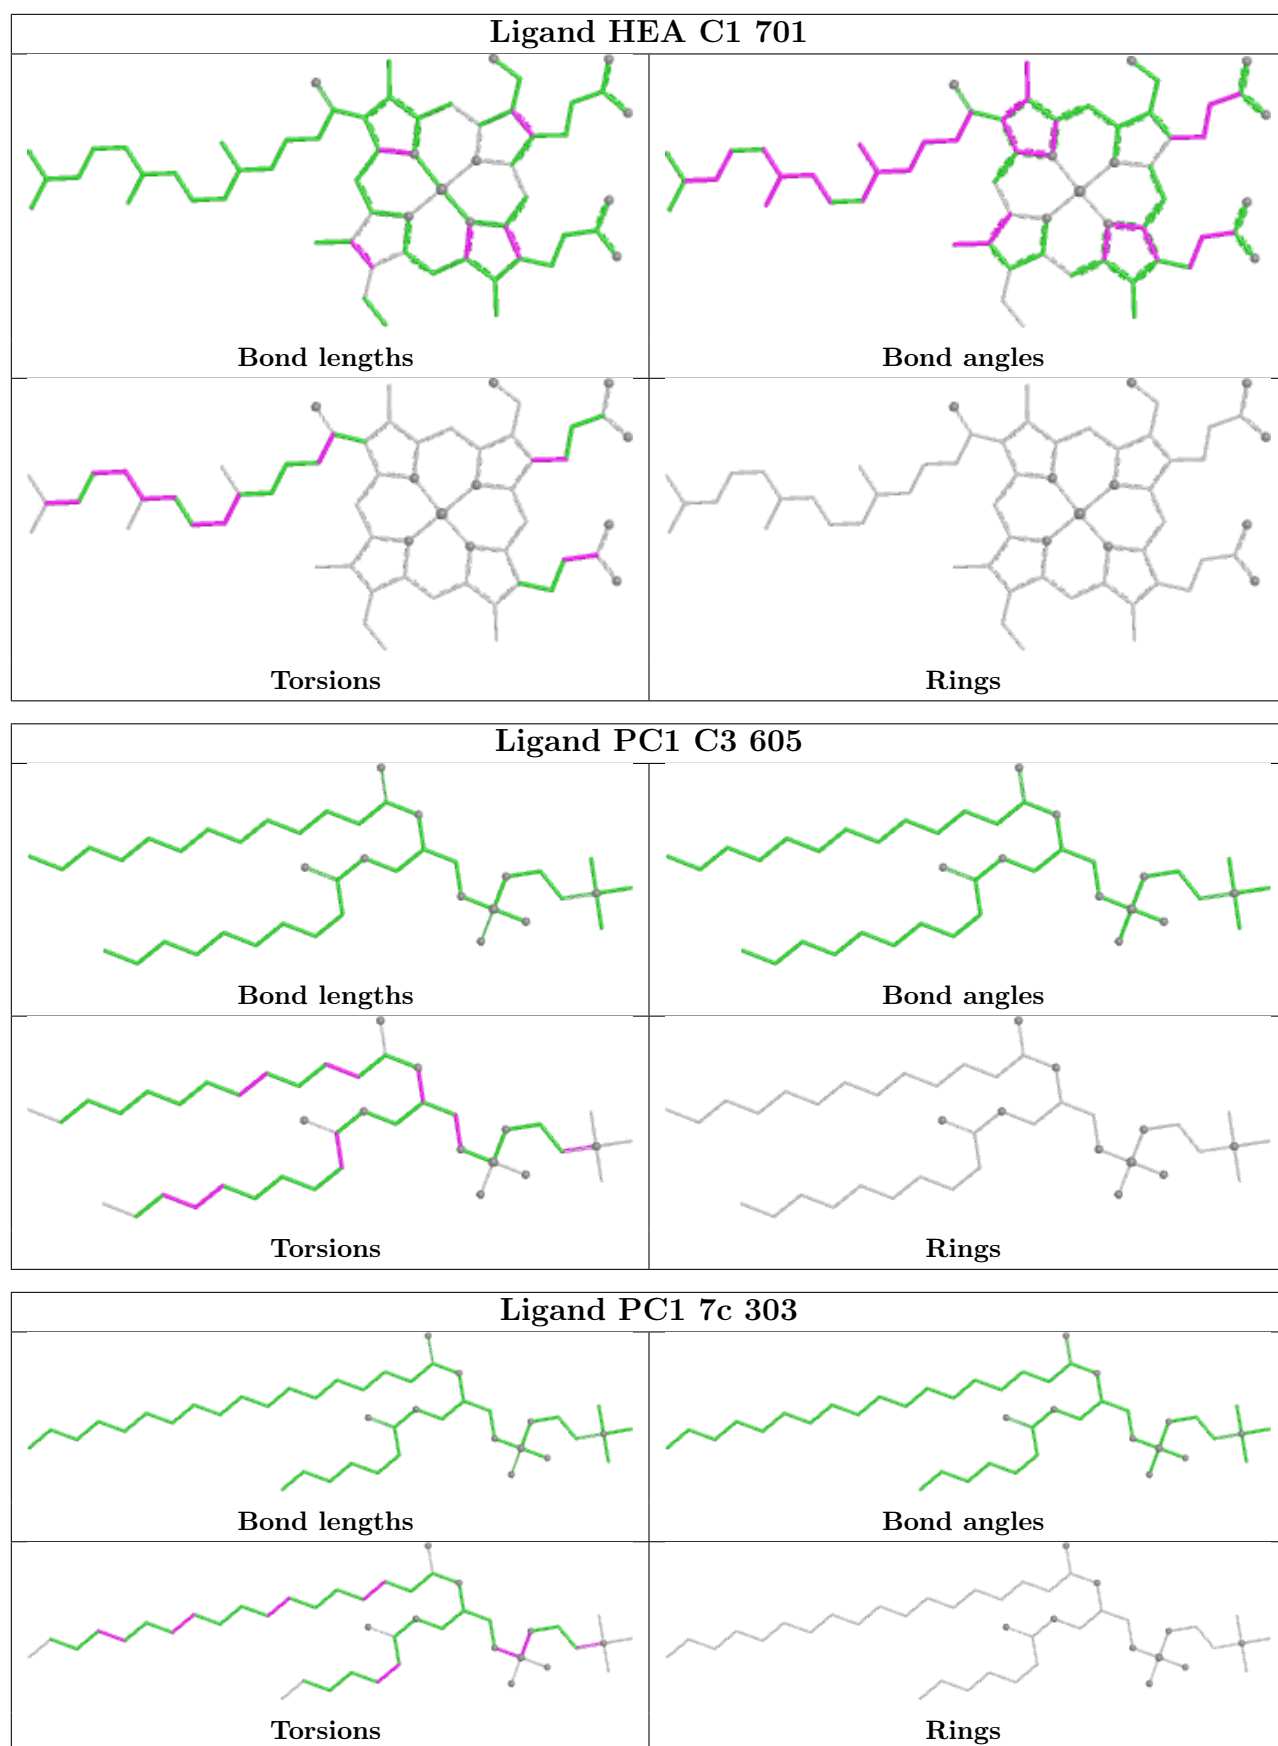 Ligand HEA C1 701
Bond lengths
Bond angles
Torsions
Rings
Ligand PC1 C3 605
Bond lengths
Bond angles
Torsions
Rings
Ligand PC1 7c 303
Bond lengths
Bond angles
Torsions
Rings